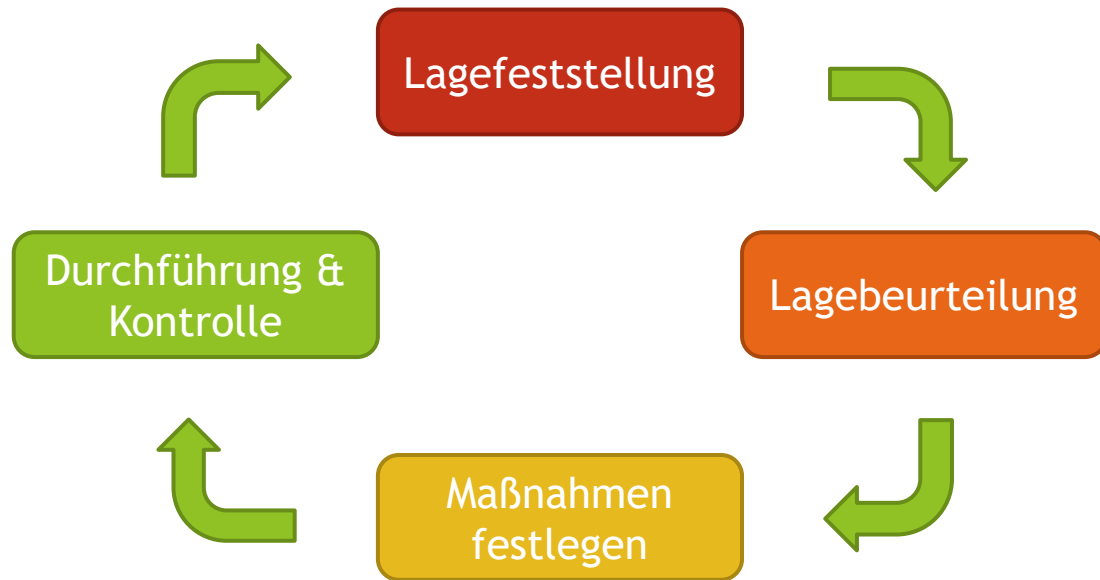 Lagefeststellung
Lagebeurteilung
Maßnahmen
festlegen
Durchführung &
Kontrolle